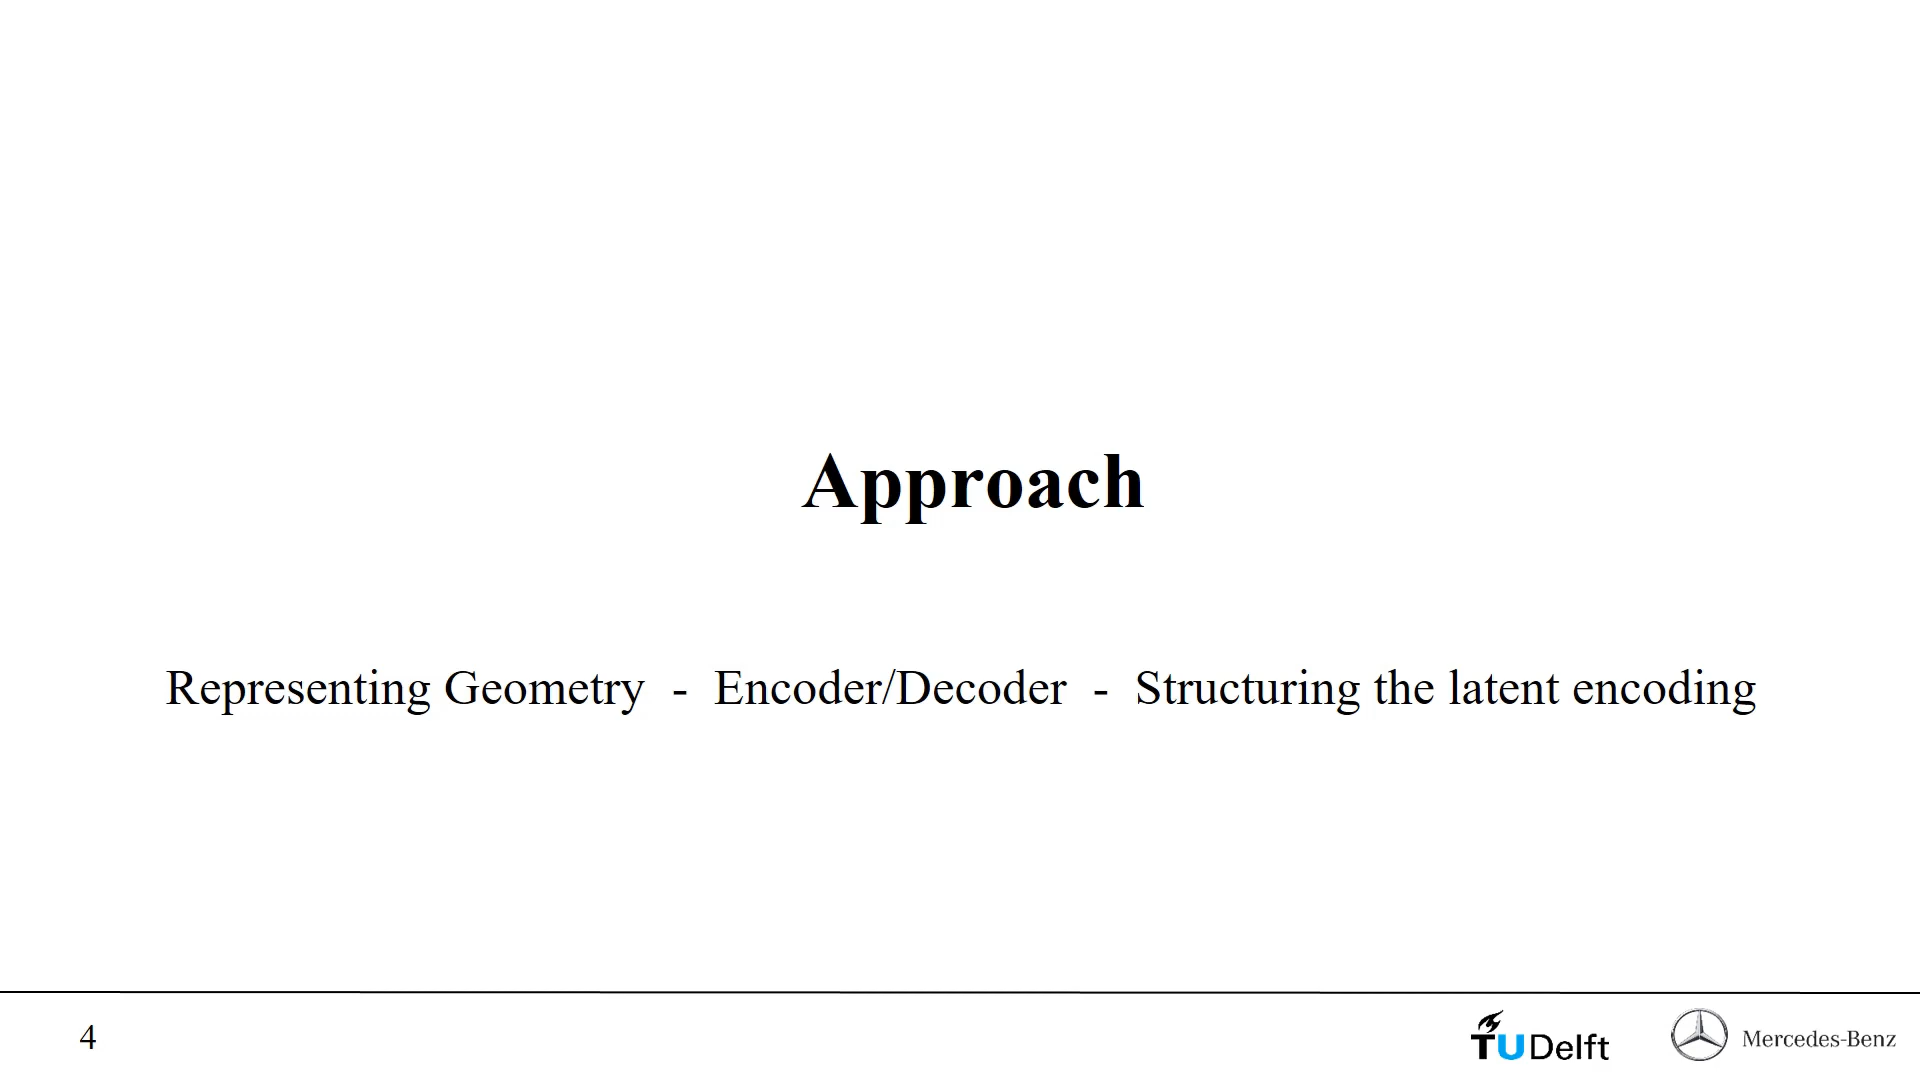 Approach
Representing Geometry - Encoder/Decoder - Structuring the latent encoding
4
TUDelft
Mercedes-Benz